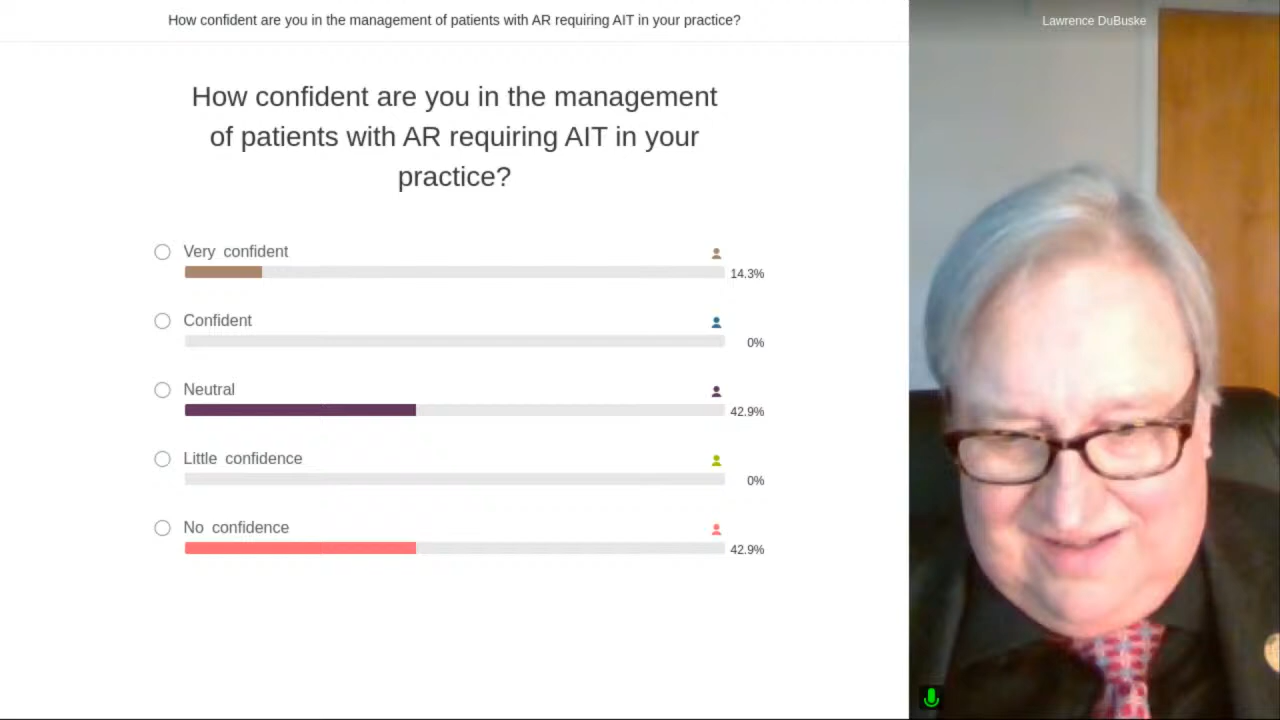 How confident are you in the management of patients with AR requiring AIT in your practice?
Lawrence DuBuske
How confident are you in the management
of patients with AR requiring AIT in your
practice?
Very confident
14.3%
Confident
0%
Neutral
42.9%
Little confidence
0%
No confidence
42.9%